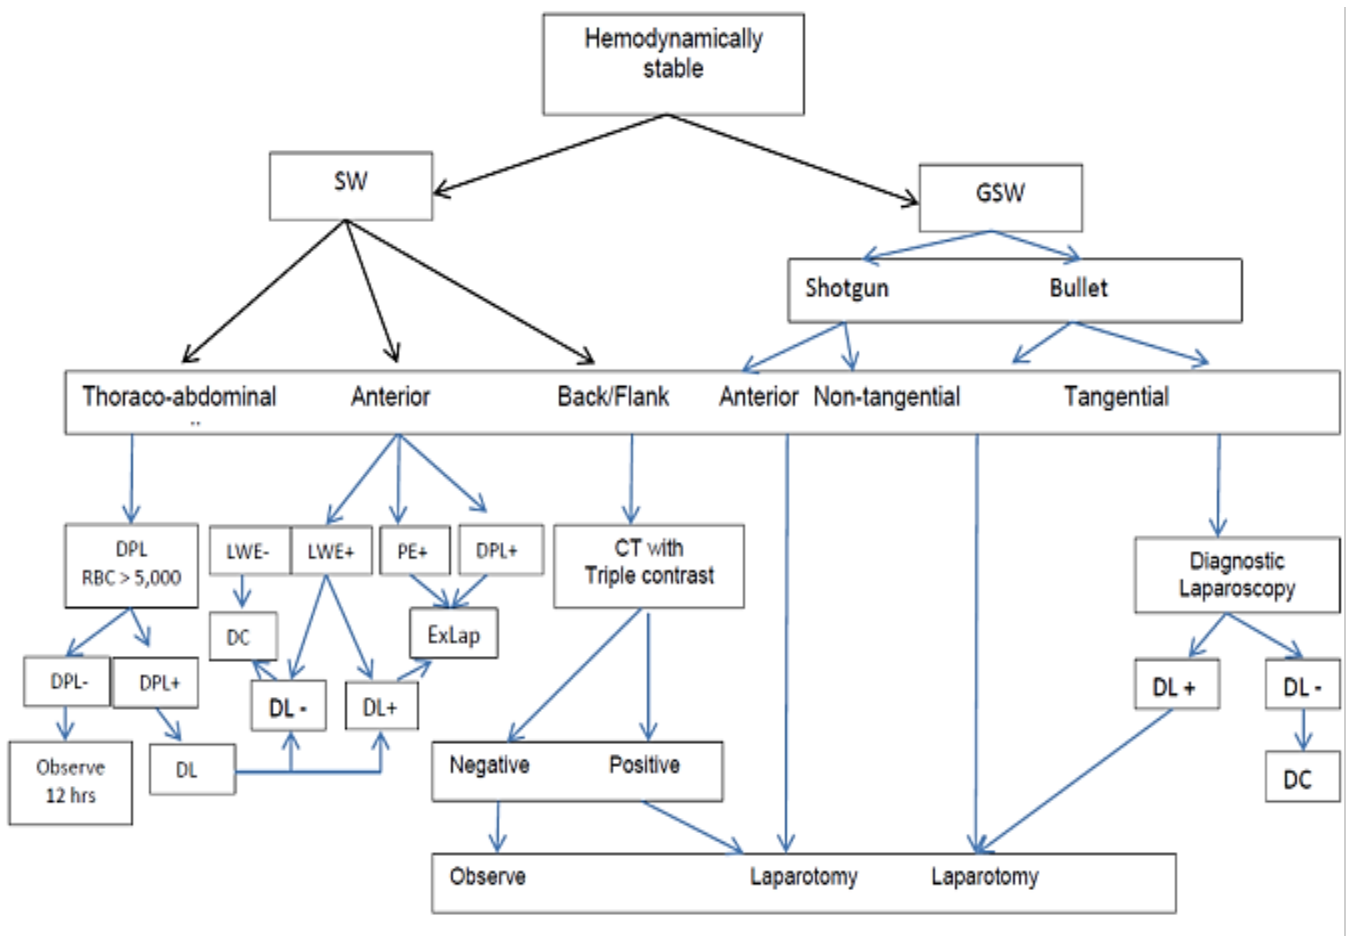 Hemodynamically
stable
SW
GSW
Shotgun
Bullet
Thoraco-abdominal
Anterior
Back/Flank
Anterior
Non-tangential
Tangential
DPL
RBC > 5,000
LWE-
LWE+
PE+
DPL+
CT with
Triple contrast
Diagnostic
Laparoscopy
DC
ExLap
DPL-
DPL+
DL -
DL+
DL +
DL -
Observe
12 hrs
DL
Negative
Positive
DC
Observe
Laparotomy
Laparotomy